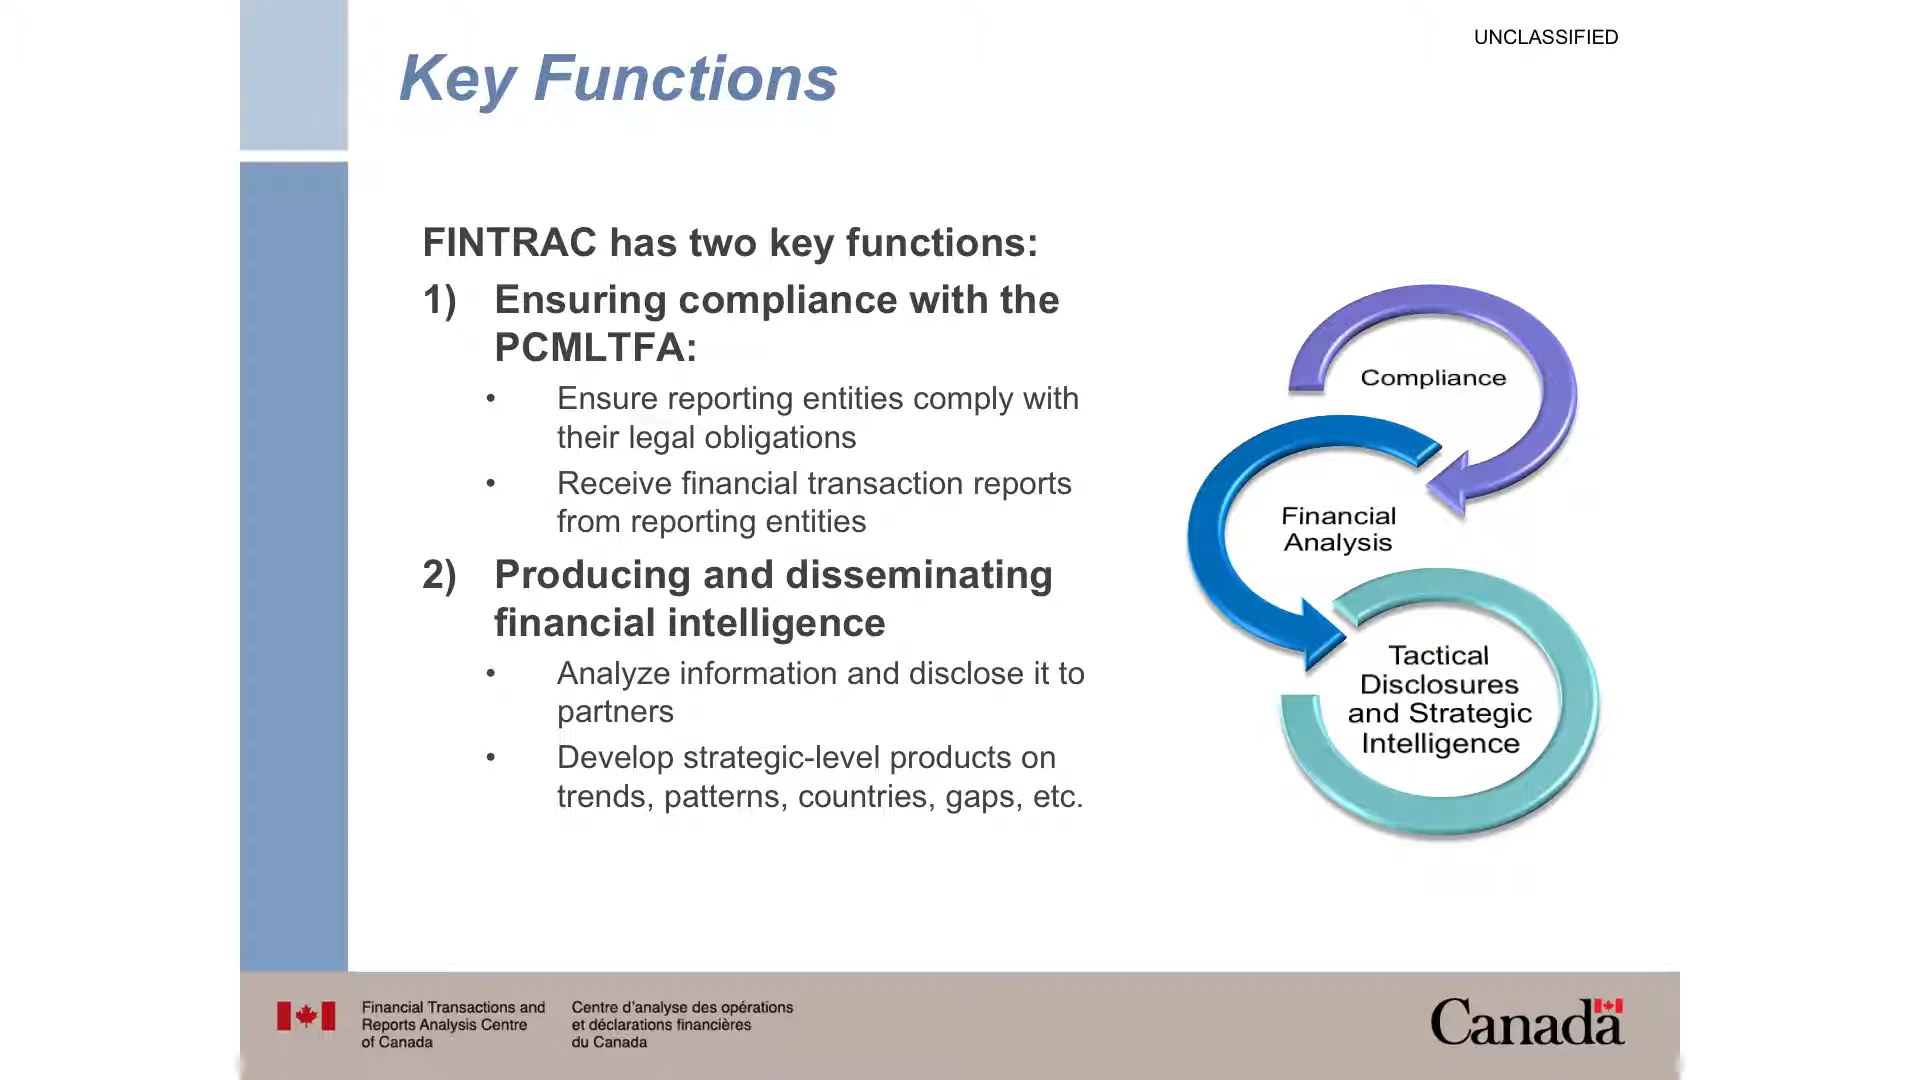 UNCLASSIFIED
Key Functions
FINTRAC has two key functions:
1) Ensuring compliance with the
PCMLTFA:
• Ensure reporting entities comply with
their legal obligations
• Receive financial transaction reports
from reporting entities
2) Producing and disseminating
financial intelligence
• Analyze information and disclose it to
partners
• Develop strategic-level products on
trends, patterns, countries, gaps, etc.
Compliance
Financial
Analysis
Tactical
Disclosures
and Strategic
Intelligence
Financial Transactions and
Reports Analysis Centre
of Canada
Centre d'analyse des opérations
et déclarations financières
du Canada
Canada